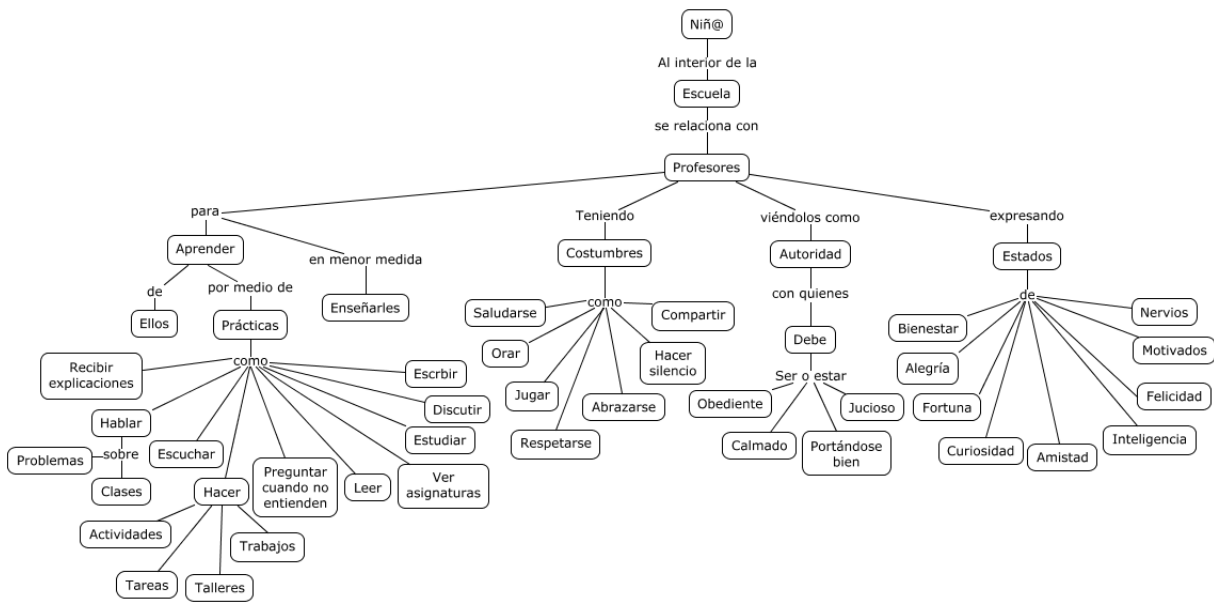 Niñ@
Al interior de la
Escuela
se relaciona con
Profesores
para
Aprender
de
Ellos
por medio de
Prácticas
como
Recibir
explicaciones
Hablar
sobre
Problemas
Clases
Escuchar
Hacer
Actividades
Tareas
Talleres
Trabajos
Preguntar
cuando no
entienden
Leer
Ver
asignaturas
Estudiar
Discutir
Escrbir
en menor medida
Enseñarles
Teniendo
Costumbres
como
Saludarse
Orar
Jugar
Respetarse
Abrazarse
Hacer
silencio
Compartir
viéndolos como
Autoridad
con quienes
Debe
Ser o estar
Obediente
Calmado
Portándose
bien
Jucioso
expresando
Estados
de
Bienestar
Alegría
Fortuna
Curiosidad
Amistad
Inteligencia
Felicidad
Motivados
Nervios